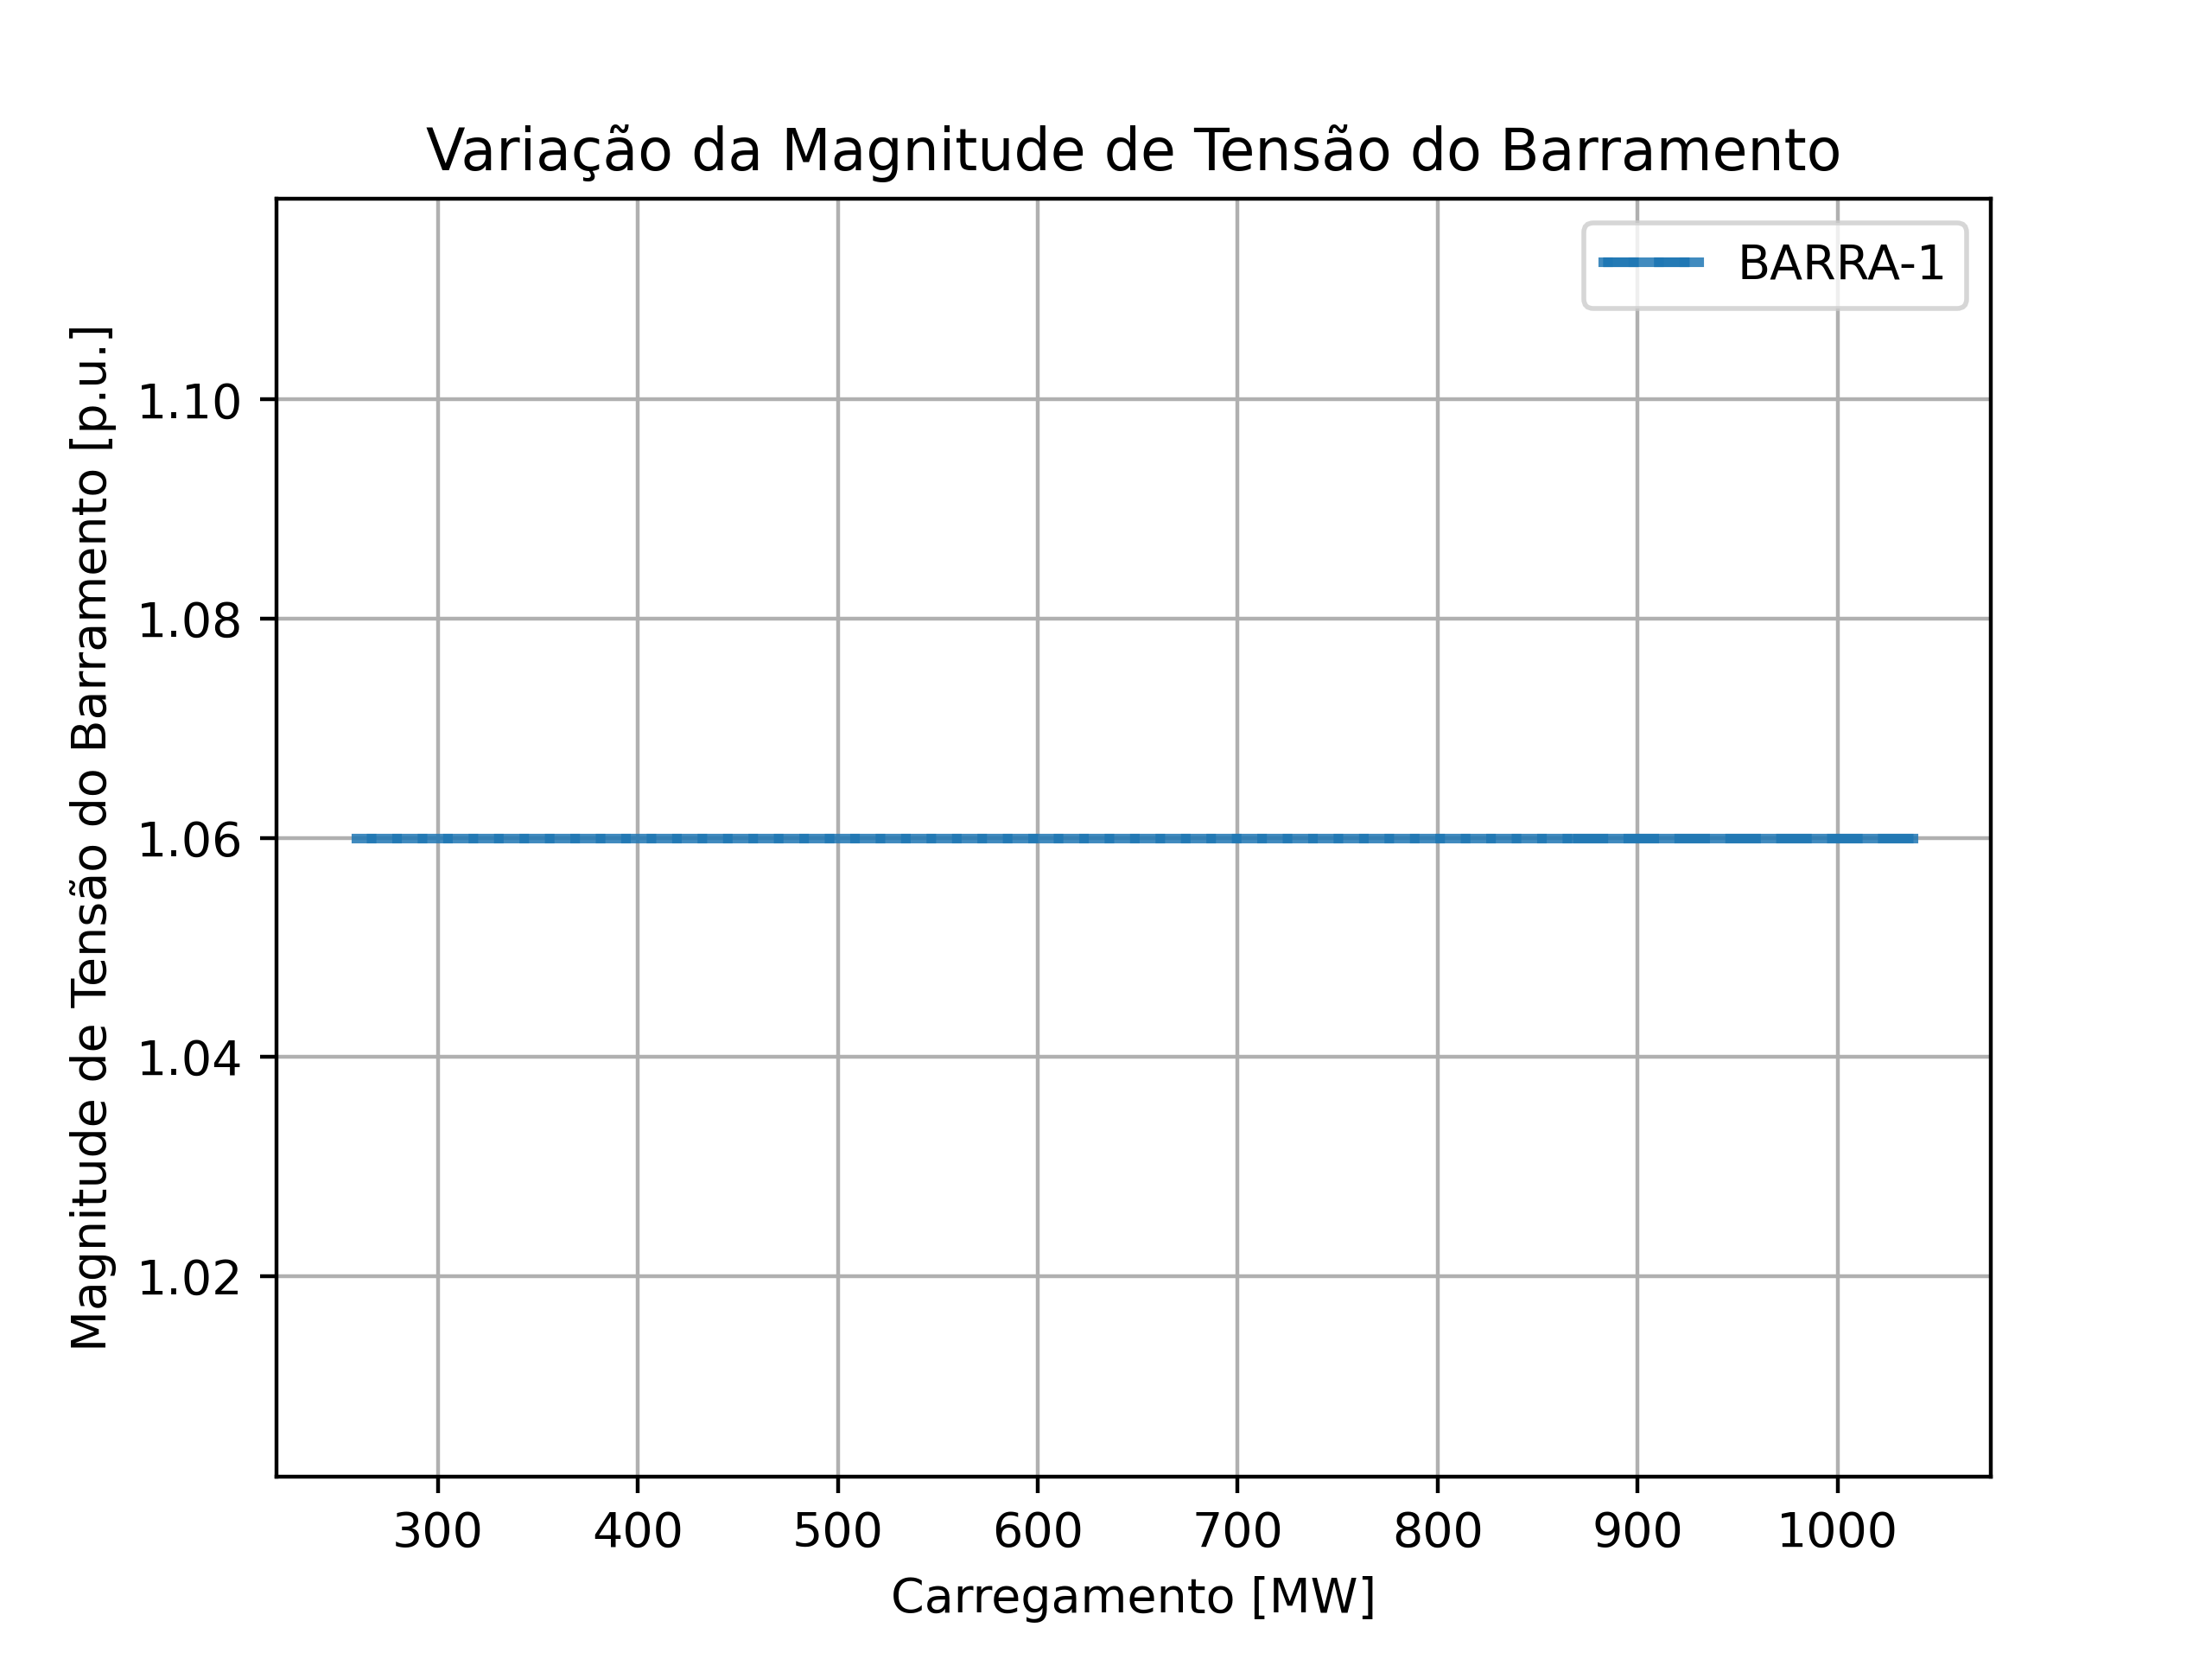 Variação da Magnitude de Tensão do Barramento
BARRA-1
Magnitude de Tensão do Barramento [p.u.]
1.10
1.08
1.06
1.04
1.02
300 400 500 600 700 800 900 1000
Carregamento [MW]